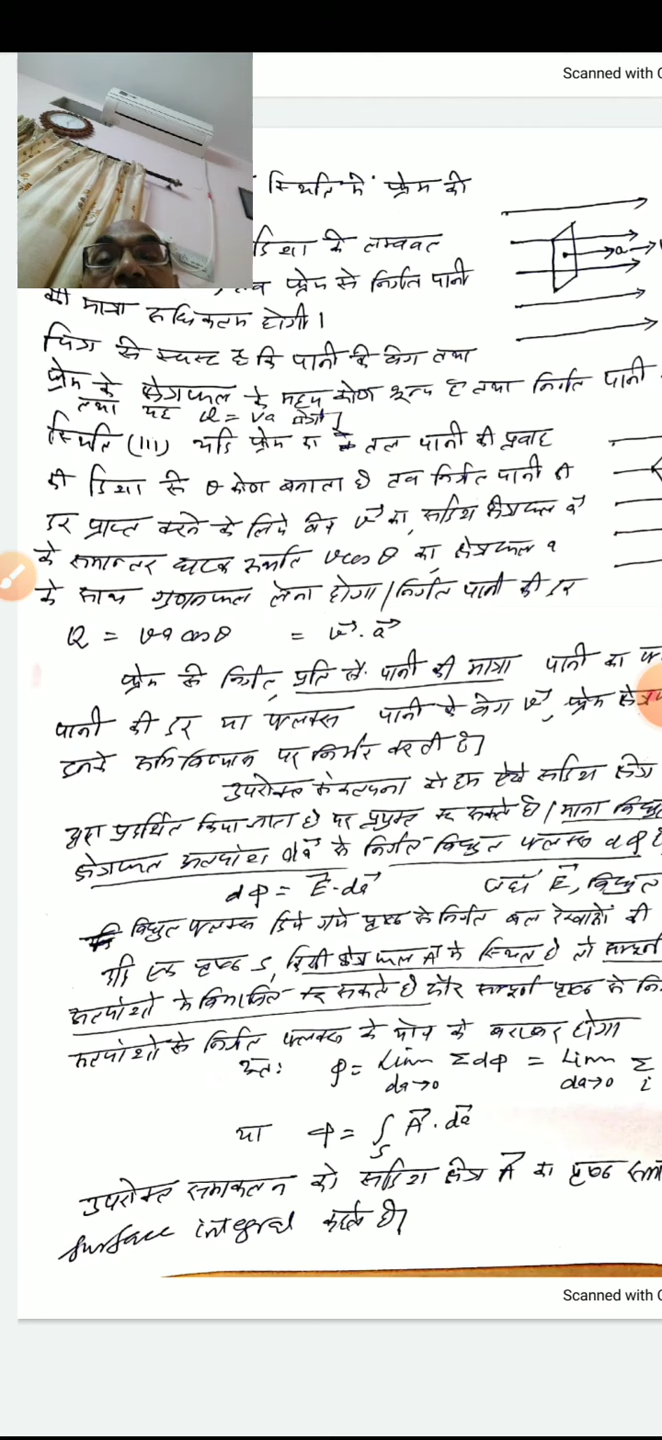 Scanned with C
स्थिति में फ्रेम की
दिशा के लम्बवत
फ्रेम से निर्गत पानी
की मात्रा अधिकतम होगी।
चित्र से स्पष्ट है कि पानी के वेग तथा
फ्रेम के क्षेत्रफल के मध्य कोण शून्य है तथा निर्गत पानी
तथा यह Q = va होगी।
स्थिति (III) यदि फ्रेम का तल पानी की प्रवाह
की दिशा से θ कोण बनाता है तब निर्गत पानी की
दर प्राप्त करने के लिये वेग v⃗ का, सदिश क्षेत्रफल a⃗
के समान्तर घटक अर्थात v cos θ का, क्षेत्रफल a
के साथ गुणनफल लेना होगा। निर्गत पानी की दर
Q = va cos θ = v⃗ . a⃗
फ्रेम से निर्गत प्रति से. पानी की मात्रा पानी का
पानी की दर या फ्लक्स पानी के वेग v⃗, फ्रेम
इनके अभिविन्यास पर निर्भर करती है।
उपरोक्त संकल्पना को हम ऐसे सदिश क्षेत्र
द्वारा प्रदर्शित किया जाता है पर प्रयुक्त कर सकते है। माना विद्युत
क्षेत्रफल अल्पांश da⃗ से निर्गत विद्युत फ्लक्स dφ है
dφ = E⃗ . da⃗ जहाँ E⃗, विद्युत
विद्युत फ्लक्स दिये गये पृष्ठ से निर्गत बल रेखाओं की
यदि एक पृष्ठ S, किसी क्षेत्र A⃗ में स्थित है तो सम्पूर्ण
अल्पांशों में विभाजित कर सकते है और सम्पूर्ण पृष्ठ से
अल्पांशों से निर्गत फ्लक्स के योग के बराबर होगा
अतः φ = Lim Σdφ = Lim Σ
da→0 da→0 i
या φ = ∫ A⃗ . da⃗
S
उपरोक्त समाकलन को सदिश क्षेत्र A⃗ का पृष्ठ
surface integral कहते है।
Scanned with C